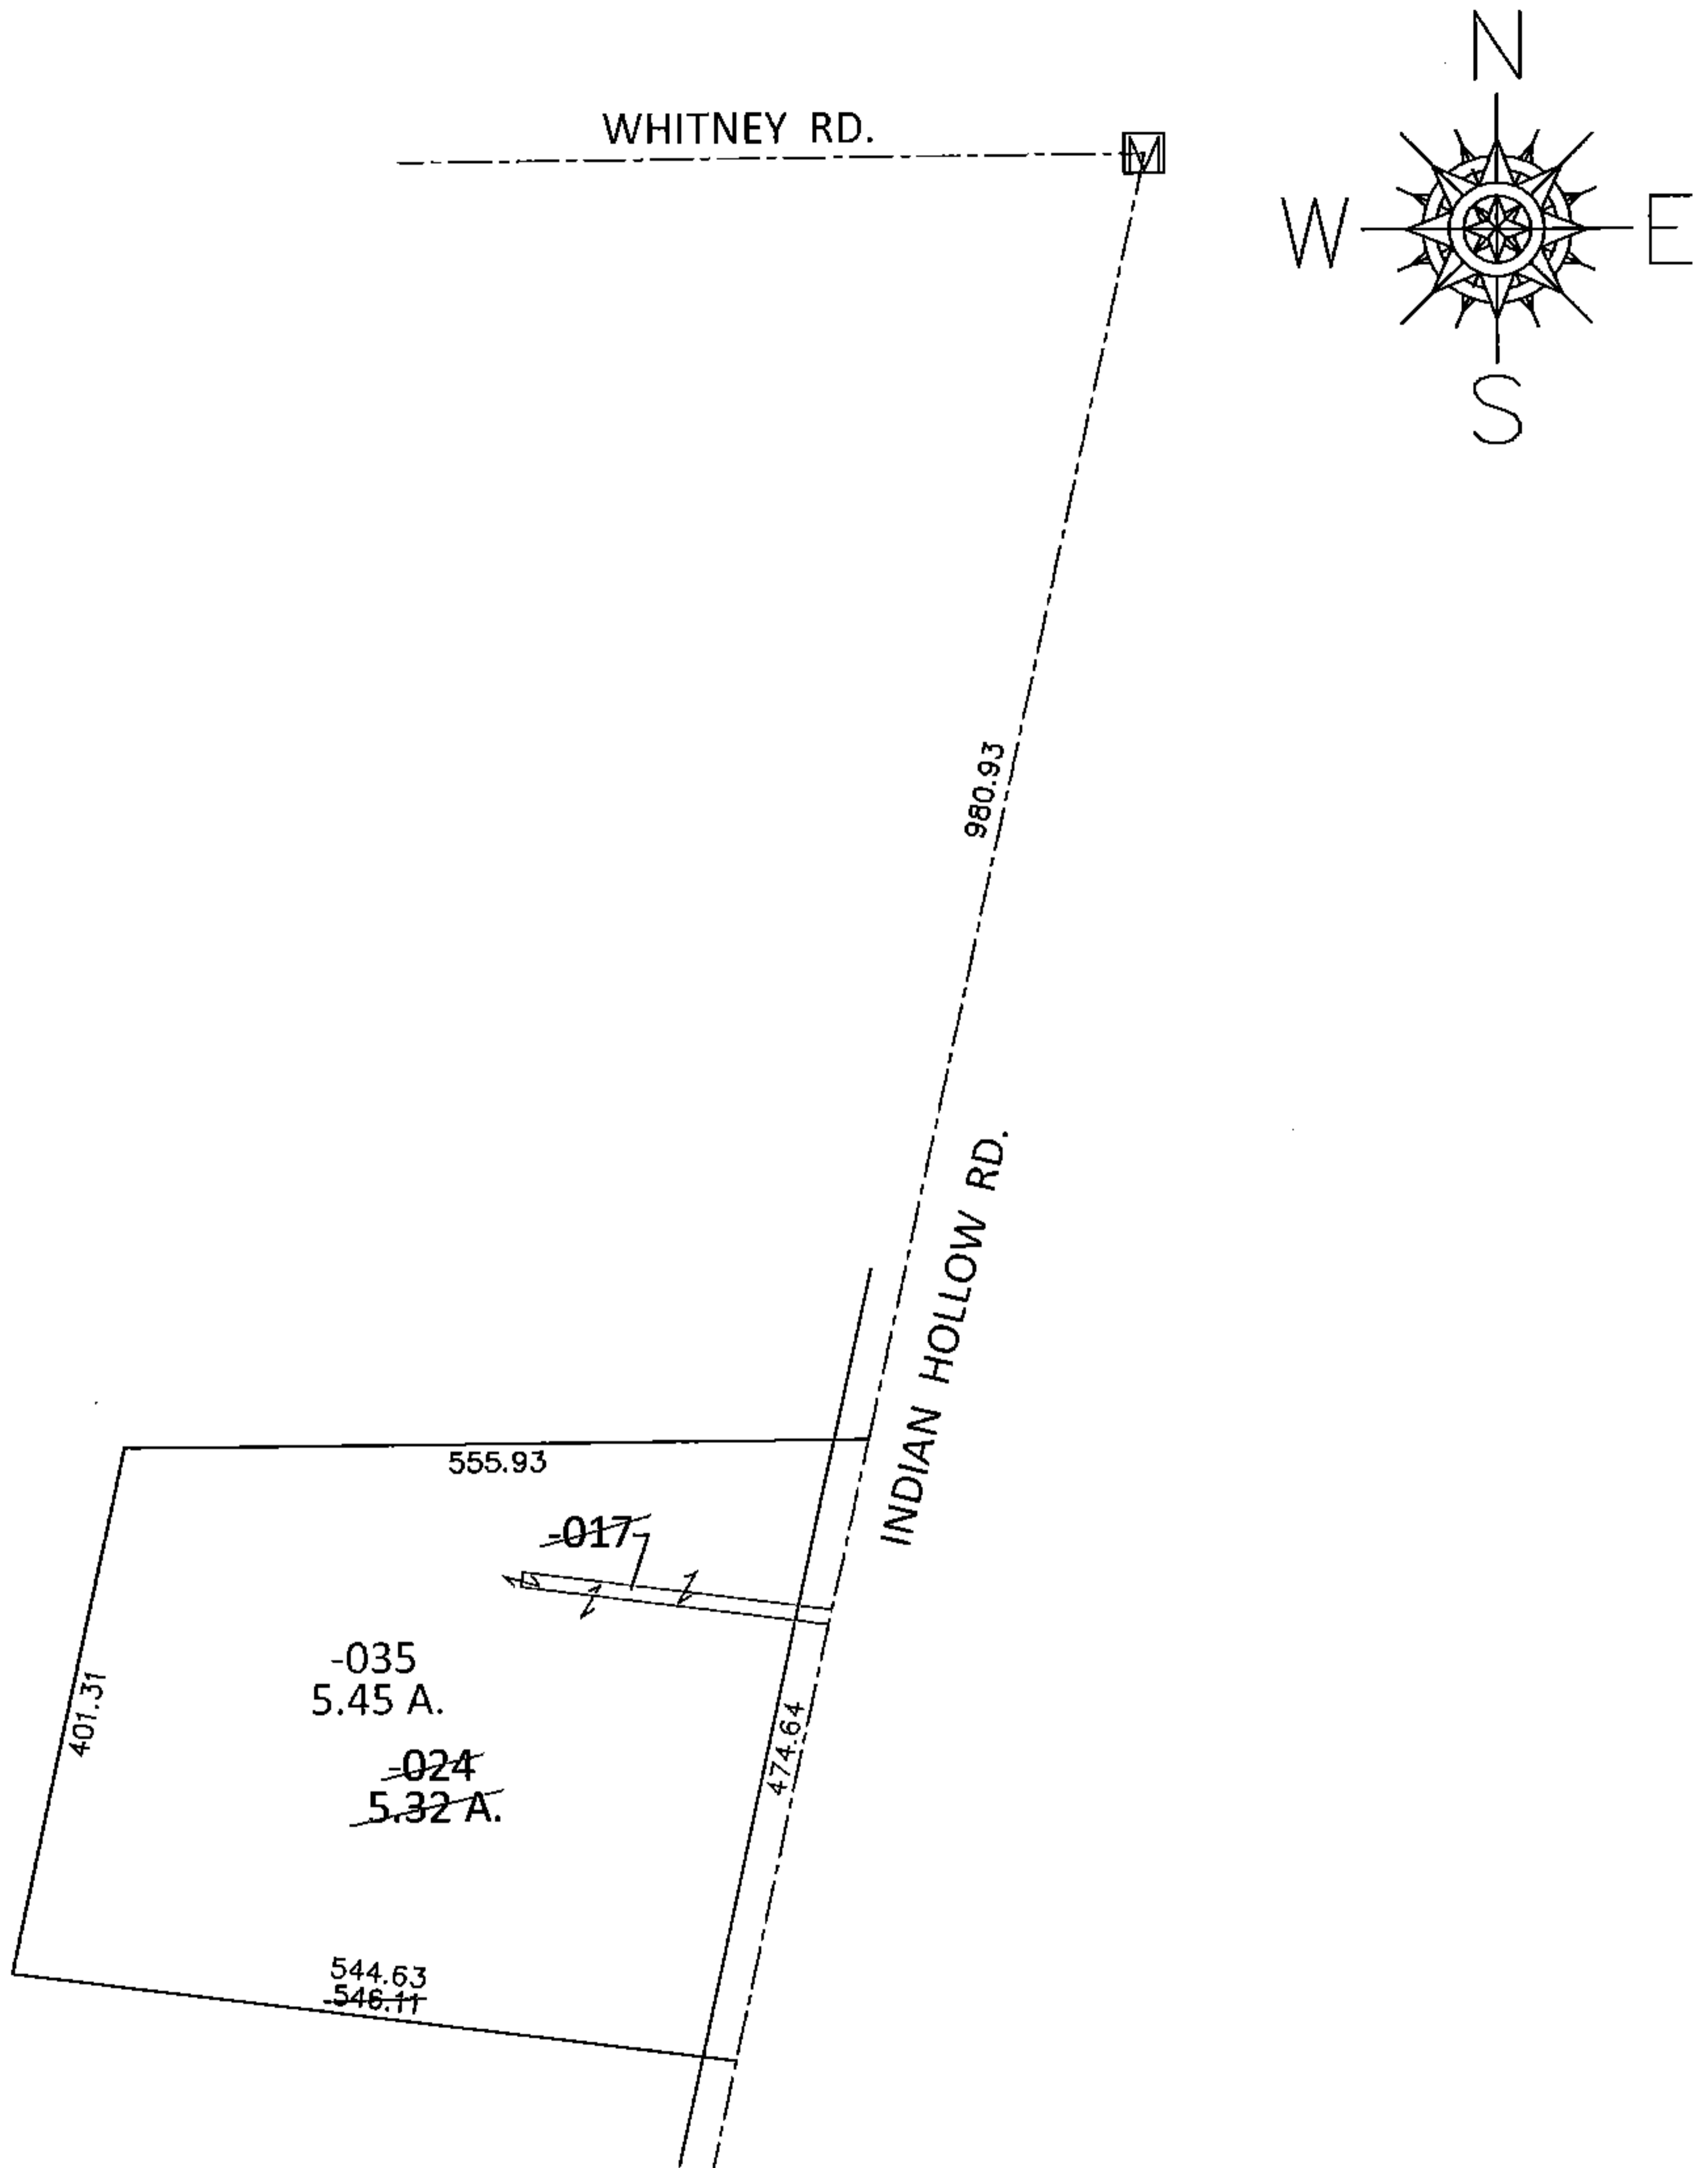 N
WHITNEY RD.
M
W
E
S
980.93
INDIAN HOLLOW RD.
555.93
-017
-035
5.45 A.
401.31
474.64
-024
5.32 A.
544.63
546.11